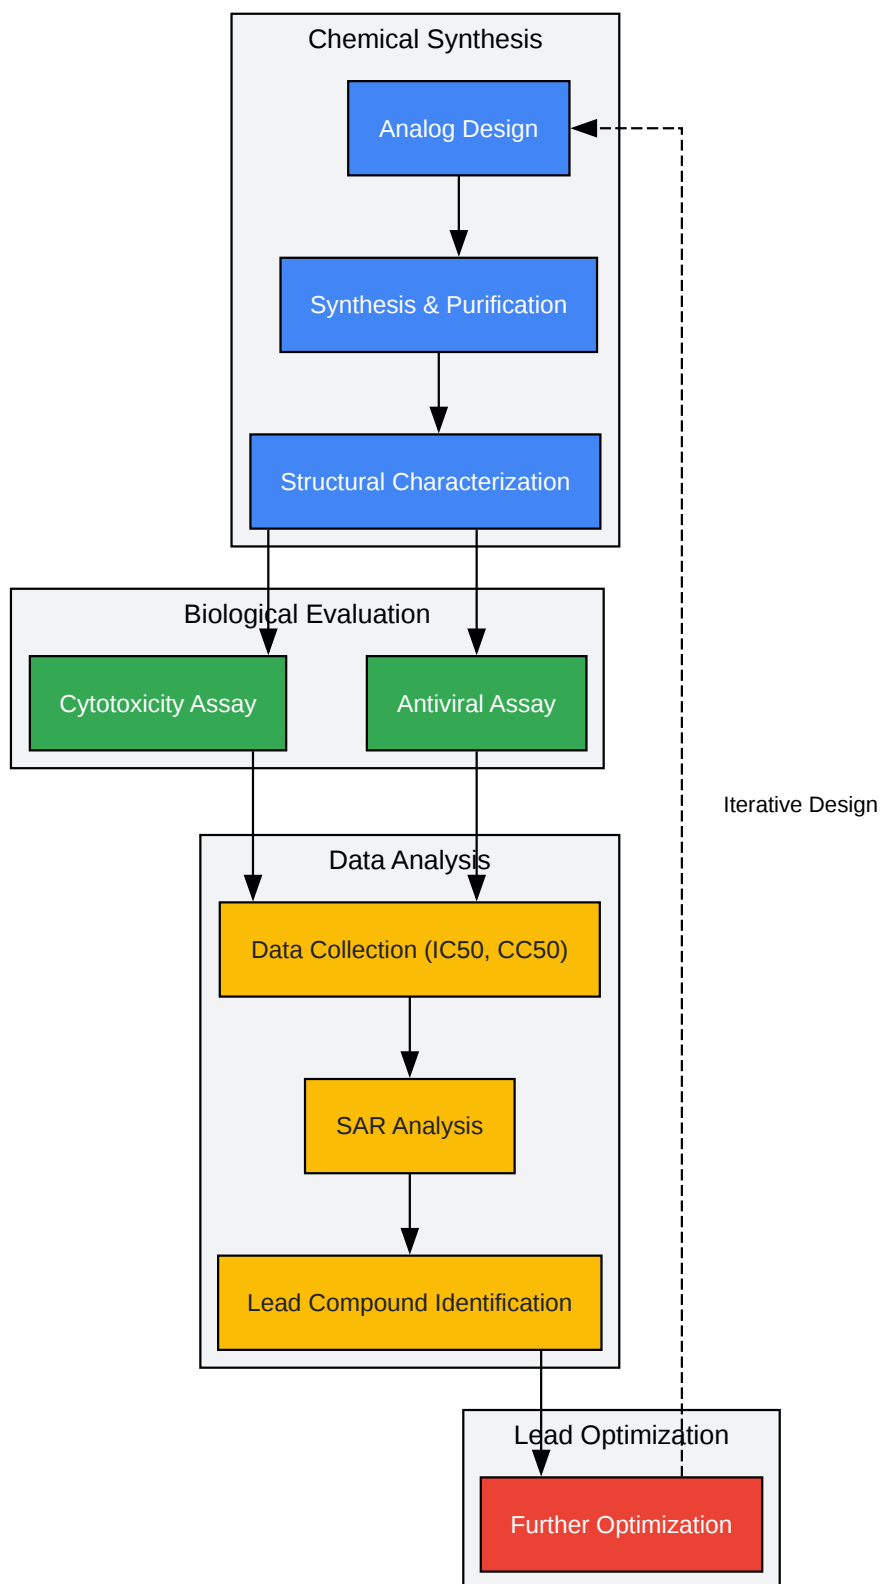 Chemical Synthesis
Analog Design
Synthesis & Purification
Structural Characterization
Biological Evaluation
Cytotoxicity Assay
Antiviral Assay
Iterative Design
Data Analysis
Data Collection (IC50, CC50)
SAR Analysis
Lead Compound Identification
Lead Optimization
Further Optimization